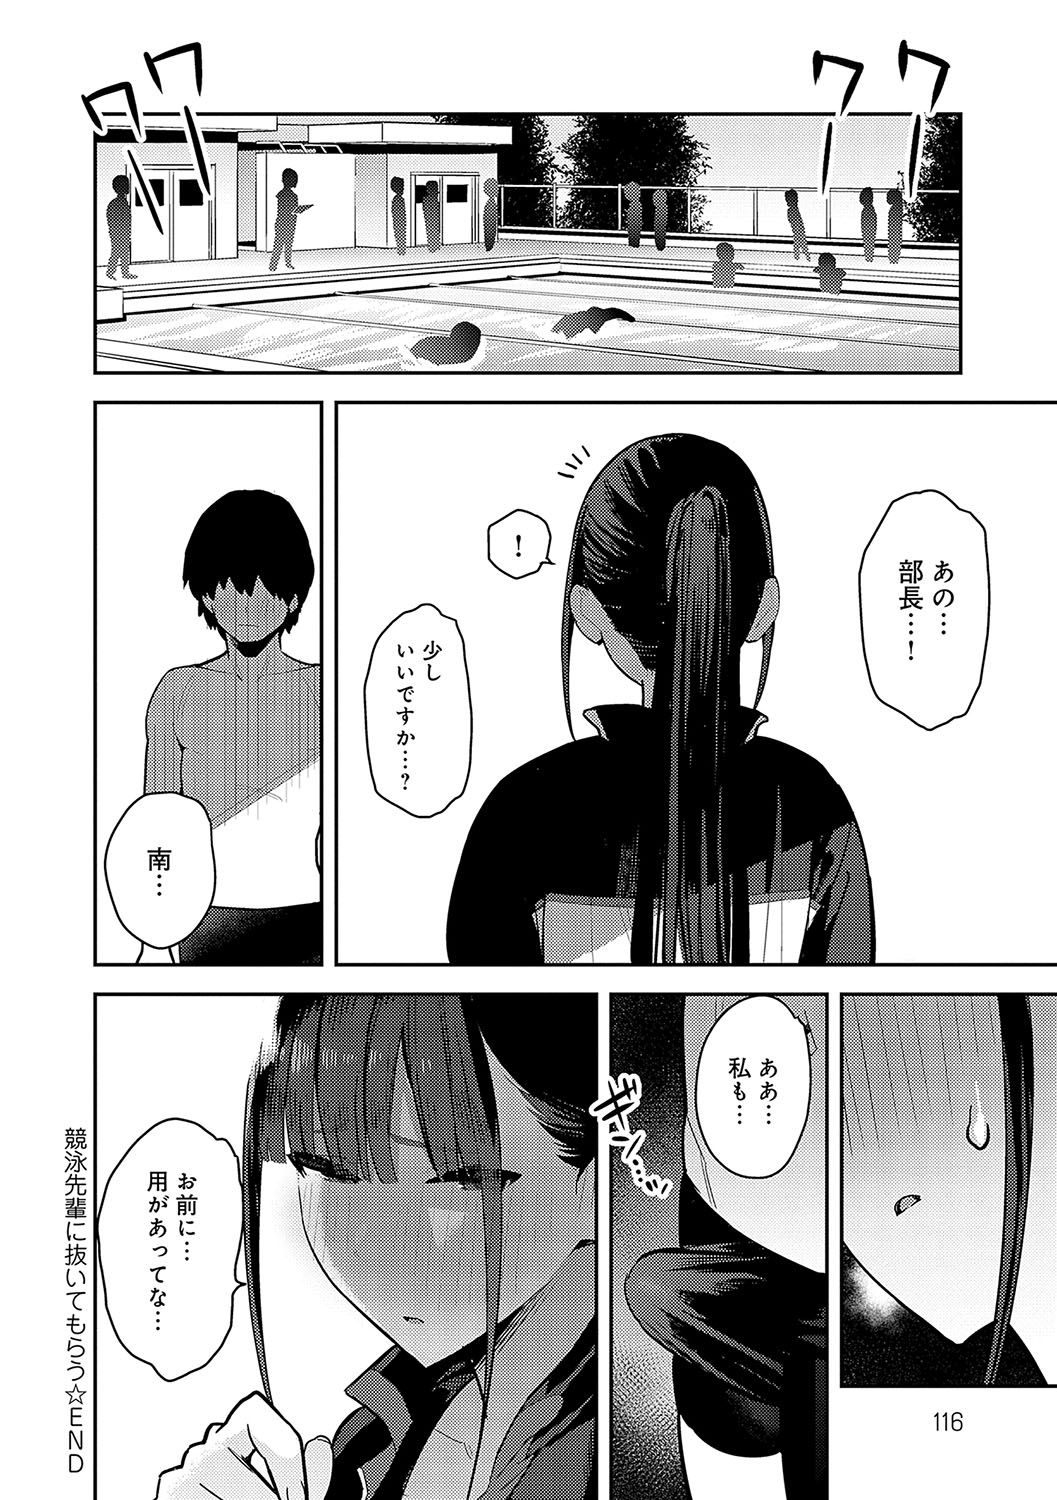 ワワ
ワワ
あの…
部長…！
！
少し
いいですか…？
南…
ああ…
私も…
ギシ…
お前に…
用があってな…
競泳先輩に抜いてもらう☆END
116